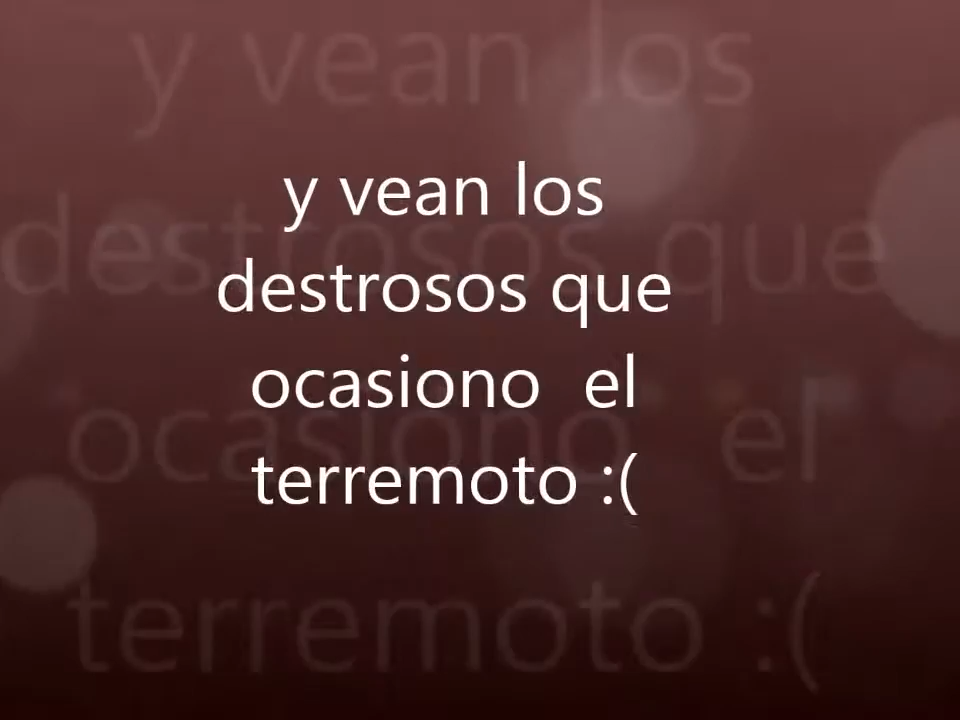 y vean los
destrosos que
ocasiono  el
terremoto :(